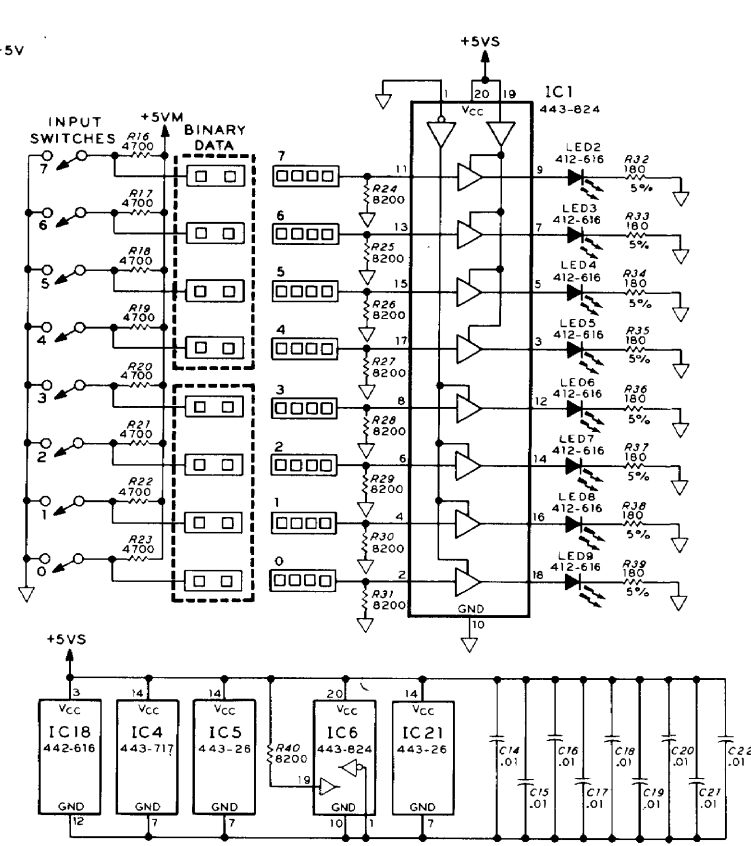 +5V
+5VS
IC1
443-824
1
20
19
VCC
INPUT
SWITCHES
+5VM
BINARY
DATA
R16
4700
7
7
11
R24
8200
9
LED2
412-616
R32
180
5%
R17
4700
6
6
13
R25
8200
7
LED3
412-616
R33
180
5%
R18
4700
5
5
15
R26
8200
5
LED4
412-616
R34
180
5%
R19
4700
4
4
17
R27
8200
3
LED5
412-616
R35
180
5%
R20
4700
3
3
8
R28
8200
12
LED6
412-616
R36
180
5%
R21
4700
2
2
6
R29
8200
14
LED7
412-616
R37
180
5%
R22
4700
1
1
4
R30
8200
16
LED8
412-616
R38
180
5%
R23
4700
0
0
2
R31
8200
18
LED9
412-616
R39
180
5%
GND
10
+5VS
3
VCC
IC18
442-616
GND
12
14
VCC
IC4
443-717
GND
7
14
VCC
IC5
443-26
GND
7
R40
8200
20
VCC
IC6
443-824
19
GND
10
1
14
VCC
IC21
443-26
GND
7
C14
.01
C15
.01
C16
.01
C17
.01
C18
.01
C19
.01
C20
.01
C21
.01
C22
.01